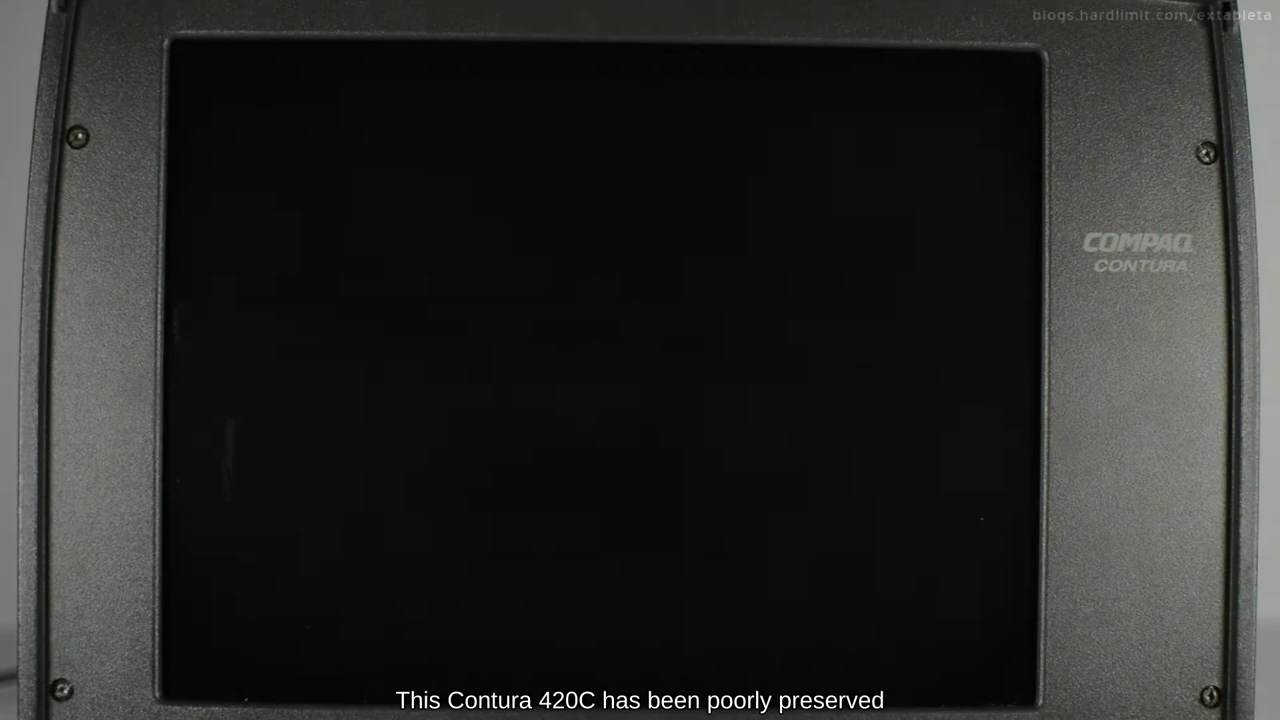 blogs.hardlimit.com/extableta
COMPAQ
CONTURA
This Contura 420C has been poorly preserved